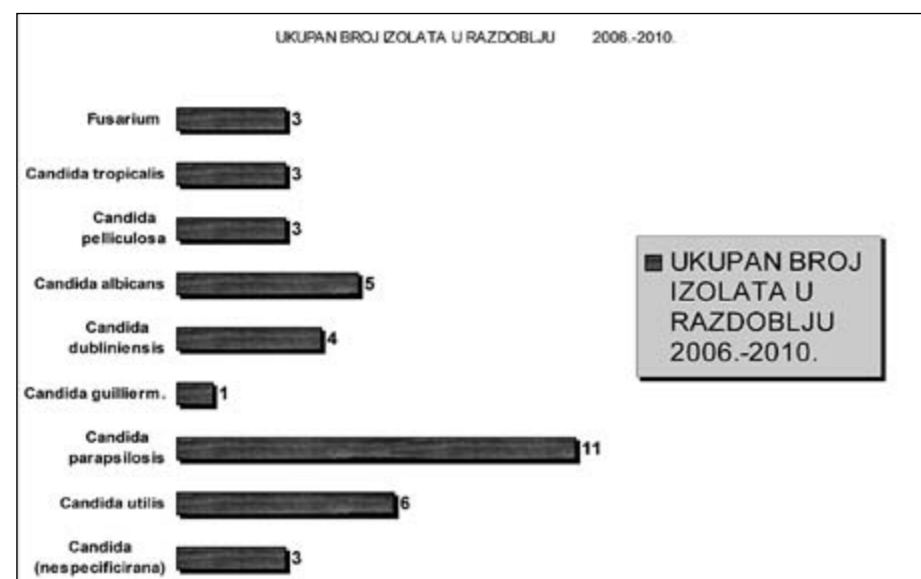 UKUPAN BROJ IZOLATA U RAZDOBLJU 2006.-2010.
Fusarium 3
Candida tropicalis 3
Candida
pelliculosa 3
Candida albicans 5
Candida
dubliniensis 4
Candida guillierm. 1
Candida
parapsilosis 11
Candida utilis 6
Candida
(nespecificirana) 3
UKUPAN BROJ
IZOLATA U
RAZDOBLJU
2006.-2010.